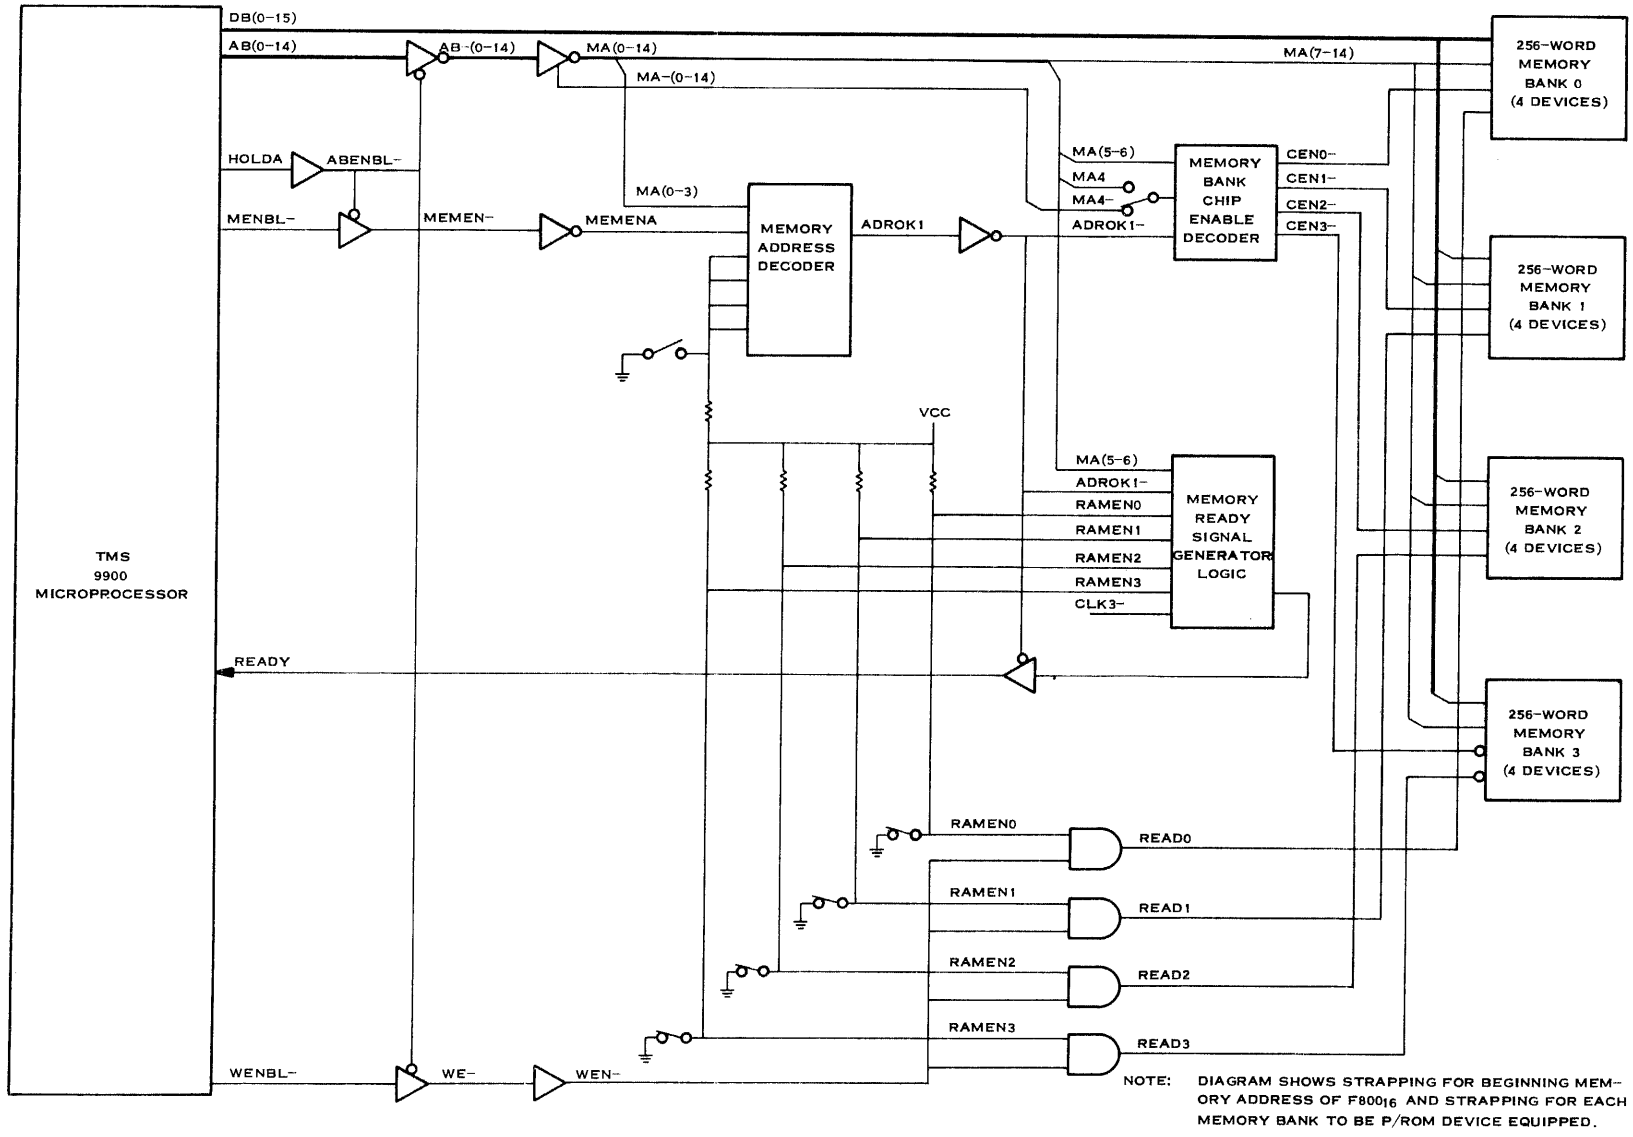 DB(0-15)
AB(0-14)
AB-(0-14)
MA(0-14)
MA-(0-14)
MA(7-14)
256-WORD
MEMORY
BANK 0
(4 DEVICES)
HOLDA
ABENBL-
MENBL-
MEMEN-
MEMENA
MA(0-3)
MEMORY
ADDRESS
DECODER
ADROK1
MA(5-6)
MA4
MA4-
ADROK1-
MEMORY
BANK
CHIP
ENABLE
DECODER
CEN0-
CEN1-
CEN2-
CEN3-
256-WORD
MEMORY
BANK 1
(4 DEVICES)
VCC
MA(5-6)
ADROK1-
RAMEN0
RAMEN1
RAMEN2
RAMEN3
CLK3-
MEMORY
READY
SIGNAL
GENERATOR
LOGIC
256-WORD
MEMORY
BANK 2
(4 DEVICES)
TMS
9900
MICROPROCESSOR
READY
256-WORD
MEMORY
BANK 3
(4 DEVICES)
RAMEN0
READ0
RAMEN1
READ1
RAMEN2
READ2
RAMEN3
READ3
WENBL-
WE-
WEN-
NOTE: DIAGRAM SHOWS STRAPPING FOR BEGINNING MEM-
ORY ADDRESS OF F800₁₆ AND STRAPPING FOR EACH
MEMORY BANK TO BE P/ROM DEVICE EQUIPPED.